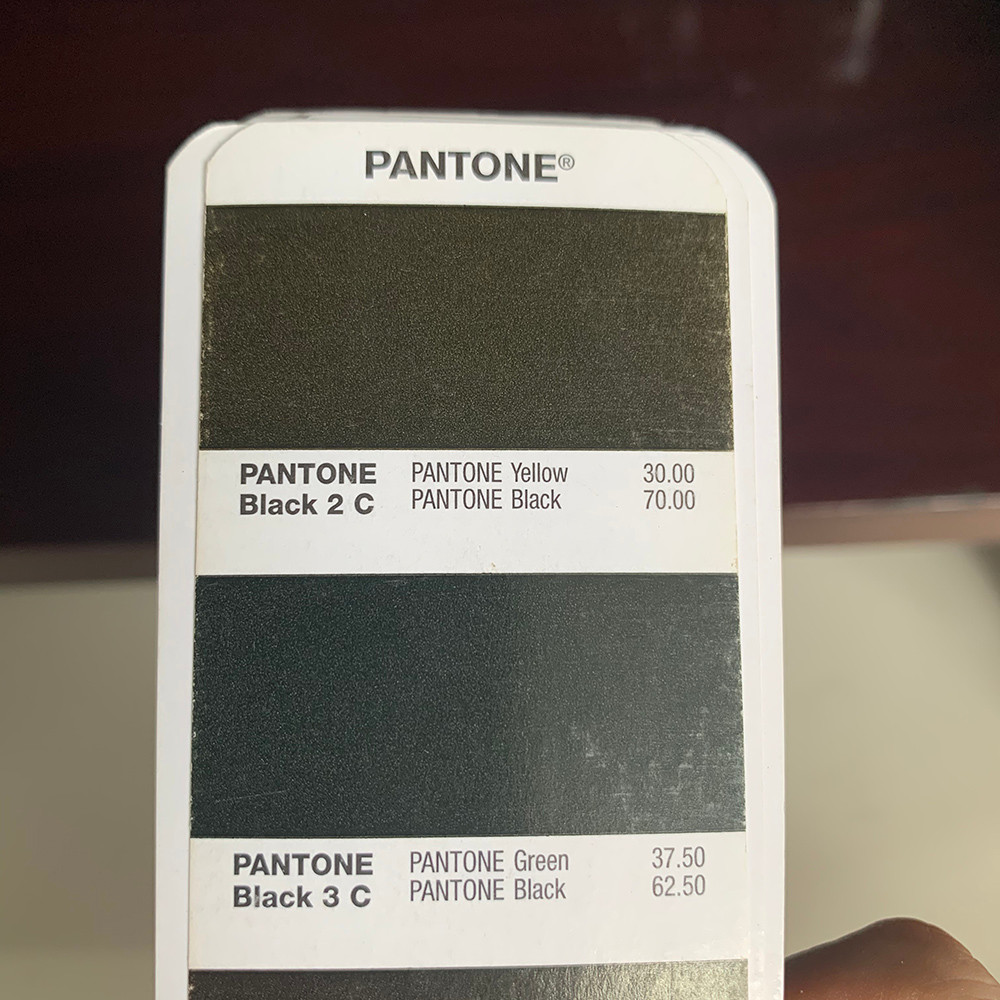 PANTONE®
PANTONE PANTONE Yellow 30.00
Black 2 C PANTONE Black 70.00
PANTONE PANTONE Green 37.50
Black 3 C PANTONE Black 62.50